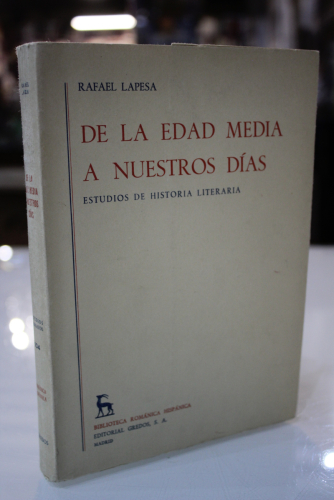 RAFAEL LAPESA
DE LA EDAD MEDIA
A NUESTROS DÍAS
ESTUDIOS DE HISTORIA LITERARIA
BIBLIOTECA ROMÁNICA HISPÁNICA
EDITORIAL GREDOS, S. A.
MADRID